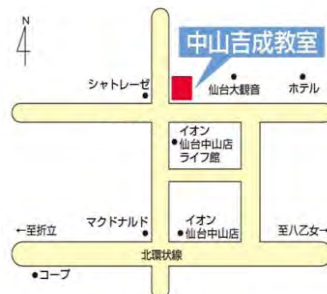 N
中山吉成教室
シャトレーゼ
仙台大観音
ホテル
イオン
仙台中山店
ライフ館
マクドナルド
イオン
仙台中山店
←至折立
至八乙女→
北環状線
コープ